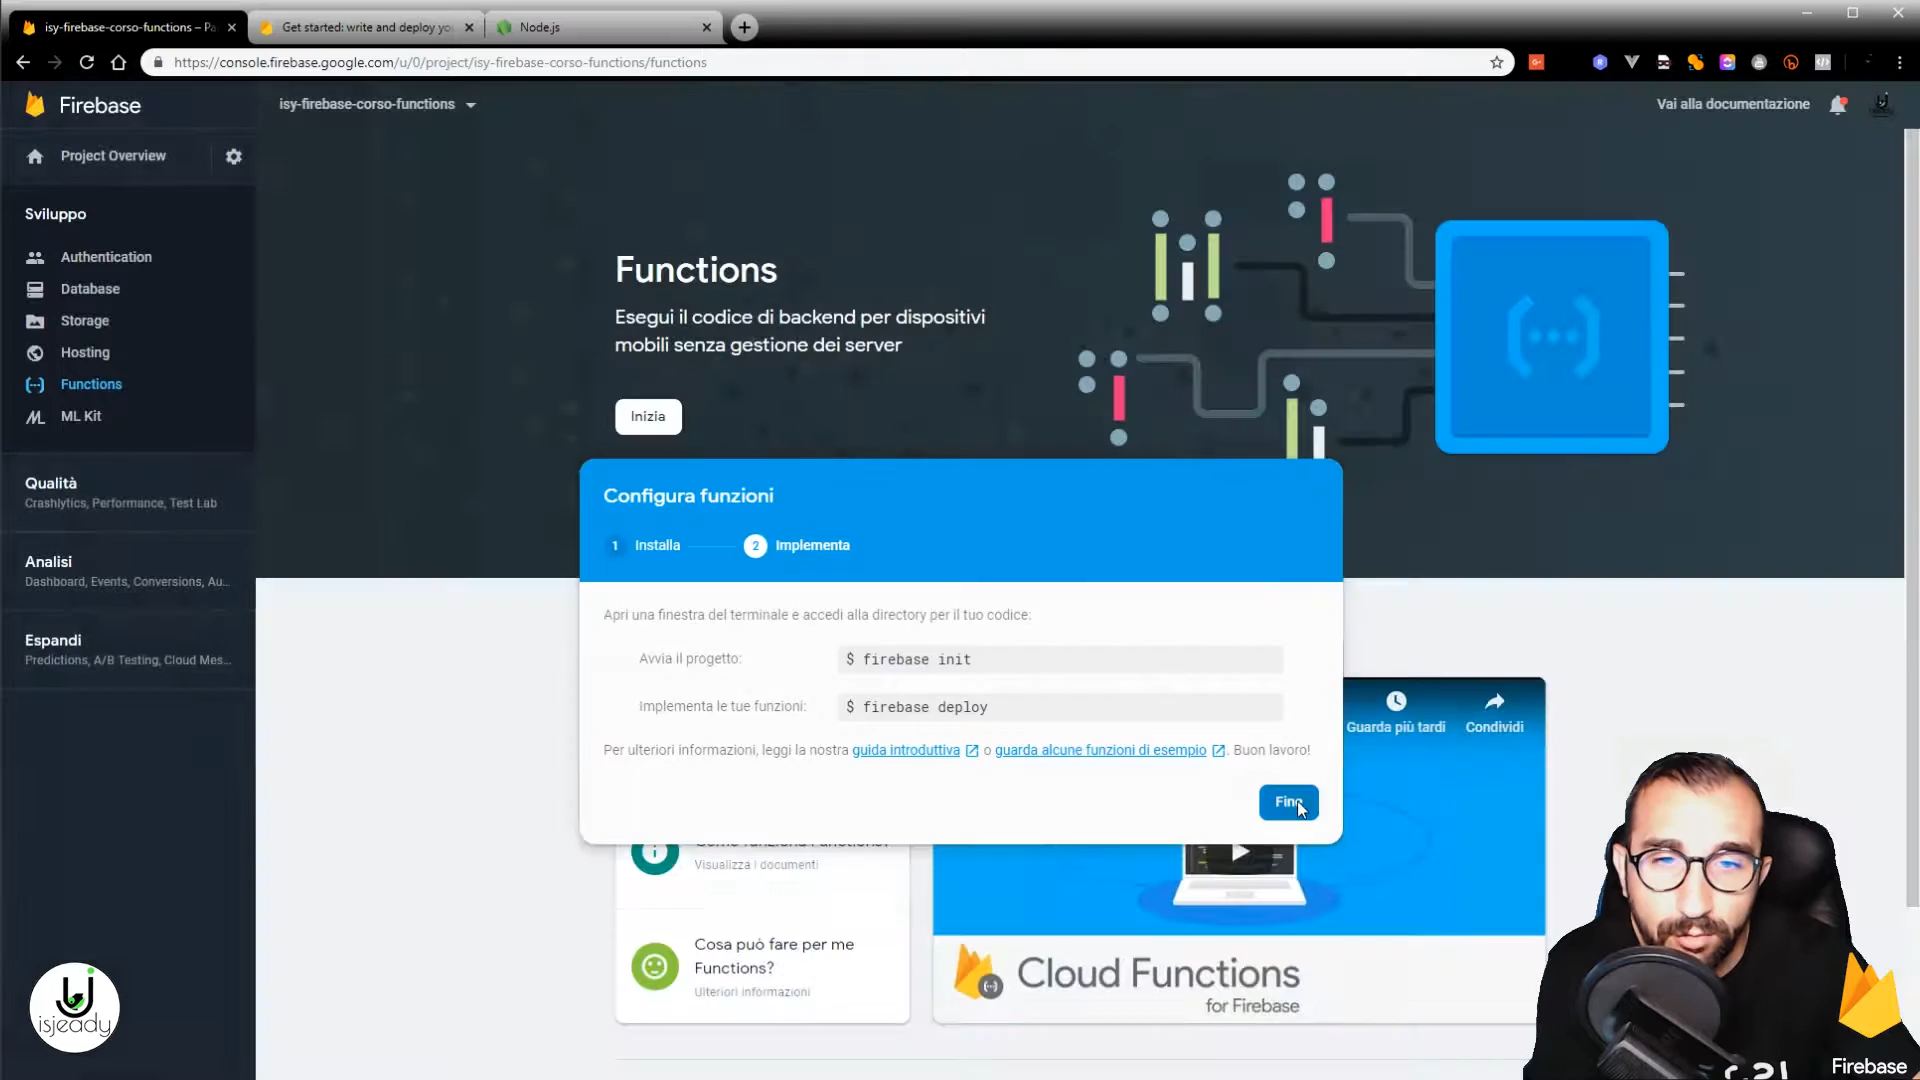 isy-firebase-corso-functions – Pa
Get started: write and deploy yo
Node.js
https://console.firebase.google.com/u/0/project/isy-firebase-corso-functions/functions
Firebase
isy-firebase-corso-functions
Vai alla documentazione
Project Overview
Sviluppo
Authentication
Database
Storage
Hosting
Functions
ML Kit
Qualità
Crashlytics, Performance, Test Lab
Analisi
Dashboard, Events, Conversions, Au...
Espandi
Predictions, A/B Testing, Cloud Mes...
Functions
Esegui il codice di backend per dispositivi
mobili senza gestione dei server
Inizia
Configura funzioni
1 Installa
2 Implementa
Apri una finestra del terminale e accedi alla directory per il tuo codice:
Avvia il progetto:
$ firebase init
Implementa le tue funzioni:
$ firebase deploy
Per ulteriori informazioni, leggi la nostra guida introduttiva o guarda alcune funzioni di esempio. Buon lavoro!
Fine
Guarda più tardi
Condividi
Come funziona Functions?
Visualizza i documenti
Cosa può fare per me
Functions?
Ulteriori informazioni
Cloud Functions
for Firebase
isjeady
Firebase